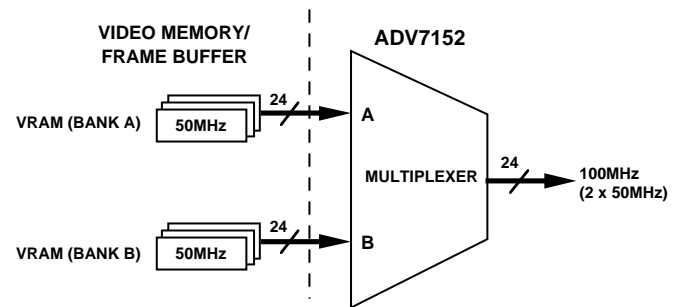 VIDEO MEMORY/
FRAME BUFFER
ADV7152
VRAM (BANK A)
50MHz
24
A
MULTIPLEXER
24
100MHz
(2 x 50MHz)
VRAM (BANK B)
50MHz
24
B